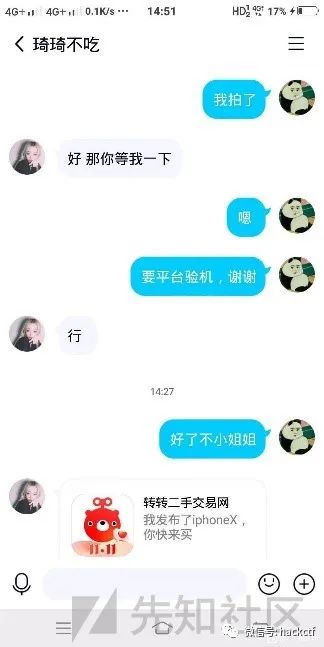 4G+ 4G+ 0.1K/s ··· 14:51 HD 4G+ 17%
琦琦不吃
我拍了
好 那你等我一下
嗯
要平台验机，谢谢
行
14:27
好了不小姐姐
转转二手交易网
我发布了iphoneX，
你快来买
11.11
先知社区
微信号: hackctf